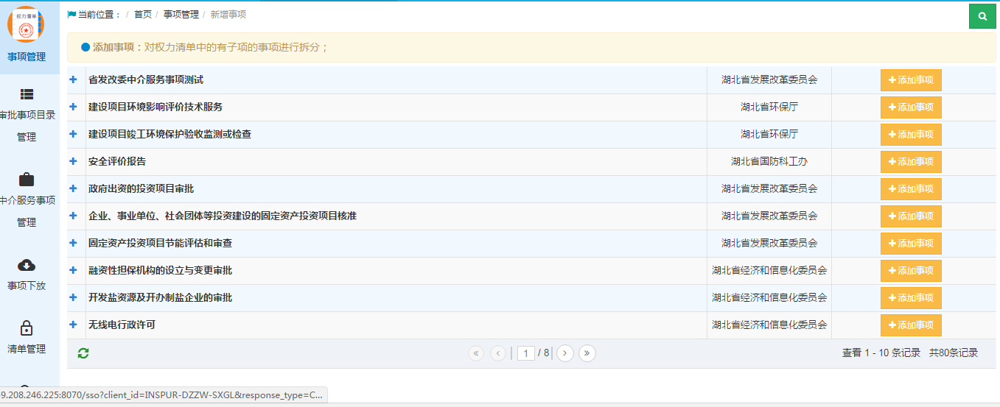 权力清单
事项管理
审批事项目录
管理
中介服务事项
管理
事项下放
清单管理
当前位置： / 首页 / 事项管理 / 新增事项
添加事项：对权力清单中的有子项的事项进行拆分；
省发改委中介服务事项测试 湖北省发展改革委员会 添加事项
建设项目环境影响评价技术服务 湖北省环保厅 添加事项
建设项目竣工环境保护验收监测或检查 湖北省环保厅 添加事项
安全评价报告 湖北省国防科工办 添加事项
政府出资的投资项目审批 湖北省发展改革委员会 添加事项
企业、事业单位、社会团体等投资建设的固定资产投资项目核准 湖北省发展改革委员会 添加事项
固定资产投资项目节能评估和审查 湖北省发展改革委员会 添加事项
融资性担保机构的设立与变更审批 湖北省经济和信息化委员会 添加事项
开发盐资源及开办制盐企业的审批 湖北省经济和信息化委员会 添加事项
无线电行政许可 湖北省经济和信息化委员会 添加事项
1 / 8 查看 1 - 10 条记录 共80条记录
9.208.246.225:8070/sso?client_id=INSPUR-DZZW-SXGL&response_type=C...